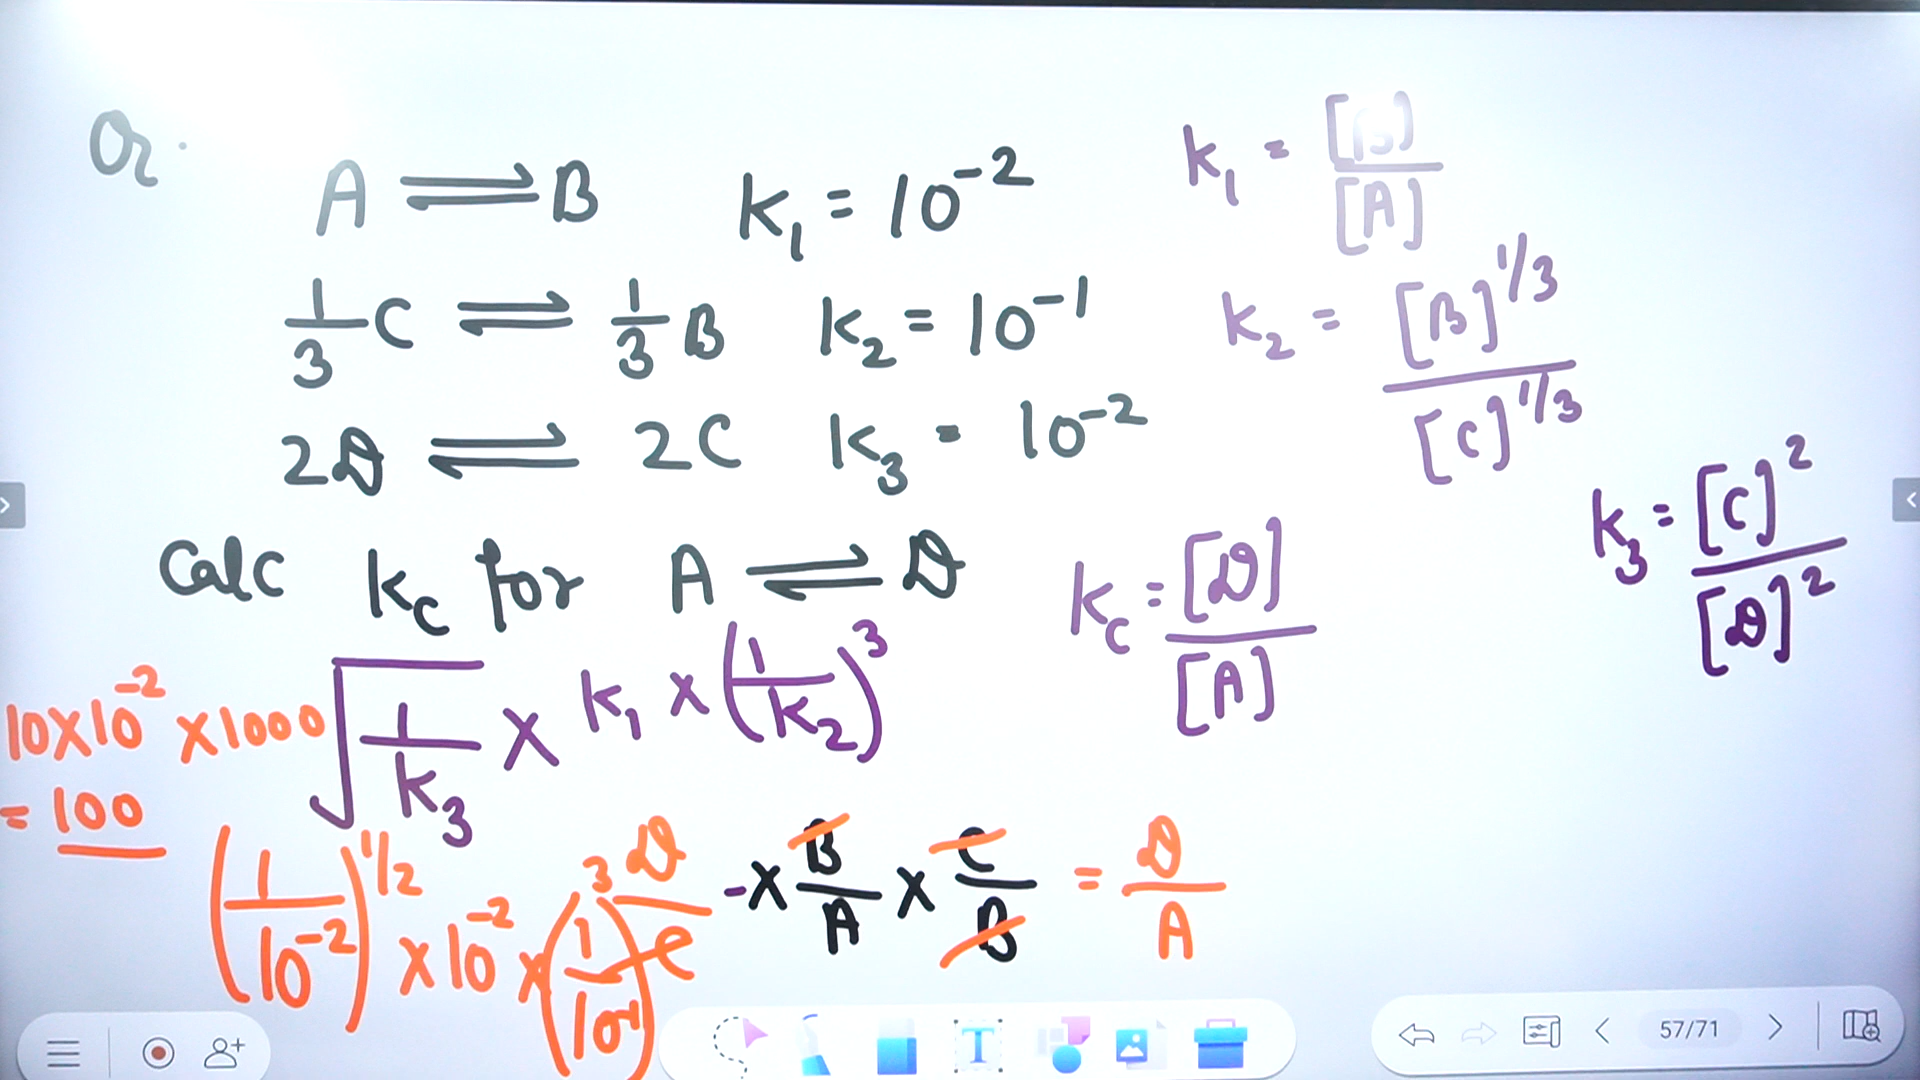 Qr.
A ⇌ B K₁ = 10⁻²
1/3 C ⇌ 1/3 B K₂ = 10⁻¹
2D ⇌ 2C K₃ = 10⁻²
Calc Kc for A ⇌ D
K₁ = [B]/[A]
K₂ = [B]^1/3/[C]^1/3
K₃ = [C]²/[D]²
Kc = [D]/[A]
√(1/K₃) × K₁ × (1/K₂)³
D/C × B/A × C/B = D/A
(1/10⁻²)^1/2 × 10⁻² × (1/10⁻¹)³
10×10⁻² ×1000
= 100
T
57/71